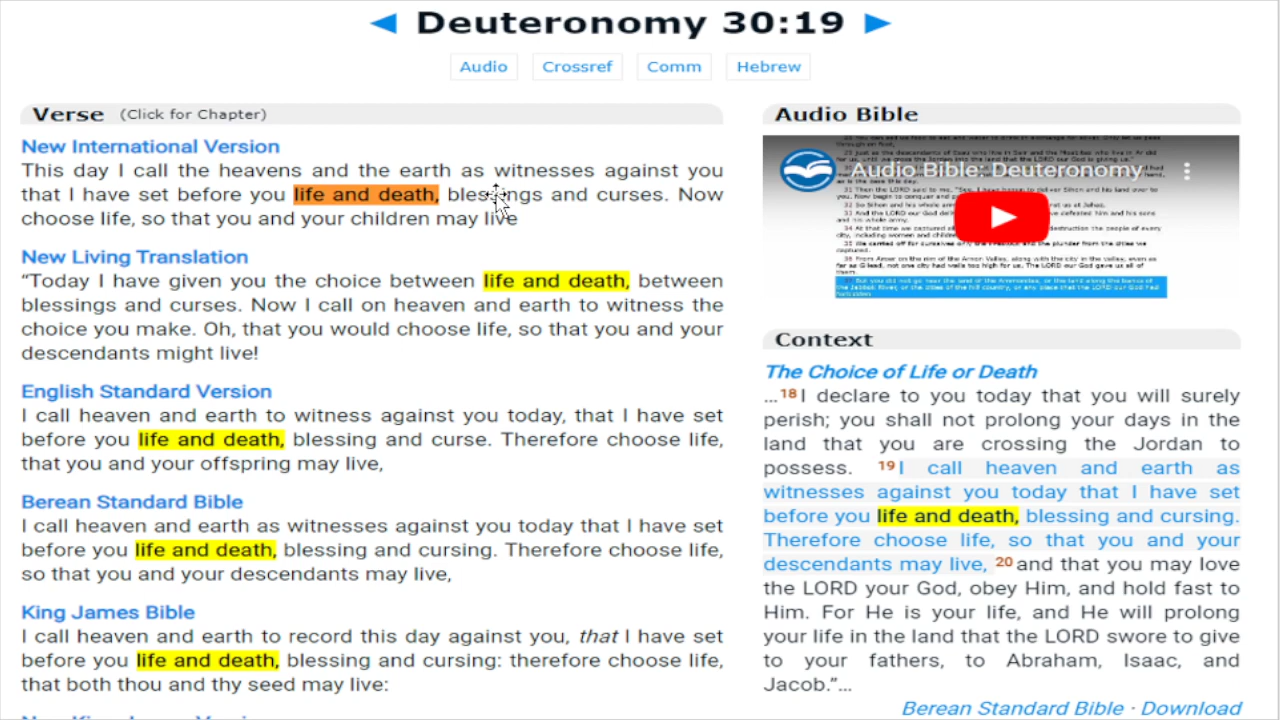 Deuteronomy 30:19
Audio Crossref Comm Hebrew
Verse (Click for Chapter)
New International Version
This day I call the heavens and the earth as witnesses against you
that I have set before you life and death, blessings and curses. Now
choose life, so that you and your children may live
New Living Translation
“Today I have given you the choice between life and death, between
blessings and curses. Now I call on heaven and earth to witness the
choice you make. Oh, that you would choose life, so that you and your
descendants might live!
English Standard Version
I call heaven and earth to witness against you today, that I have set
before you life and death, blessing and curse. Therefore choose life,
that you and your offspring may live,
Berean Standard Bible
I call heaven and earth as witnesses against you today that I have set
before you life and death, blessing and cursing. Therefore choose life,
so that you and your descendants may live,
King James Bible
I call heaven and earth to record this day against you, that I have set
before you life and death, blessing and cursing: therefore choose life,
that both thou and thy seed may live:
Audio Bible
Audio Bible: Deuteronomy
Context
The Choice of Life or Death
…18 I declare to you today that you will surely
perish; you shall not prolong your days in the
land that you are crossing the Jordan to
possess. 19 I call heaven and earth as
witnesses against you today that I have set
before you life and death, blessing and cursing.
Therefore choose life, so that you and your
descendants may live, 20 and that you may love
the LORD your God, obey Him, and hold fast to
Him. For He is your life, and He will prolong
your life in the land that the LORD swore to give
to your fathers, to Abraham, Isaac, and
Jacob.”…
Berean Standard Bible · Download